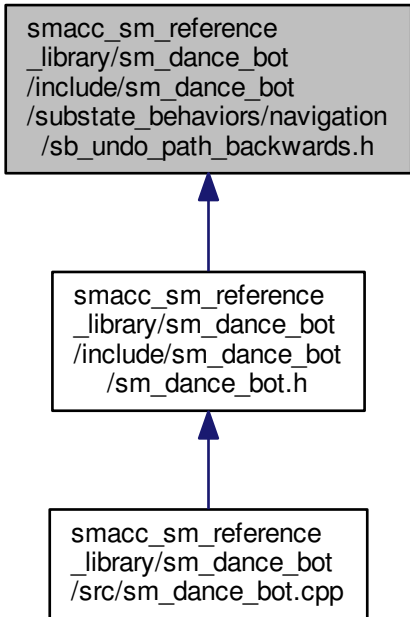 smacc_sm_reference
_library/sm_dance_bot
/include/sm_dance_bot
/substate_behaviors/navigation
/sb_undo_path_backwards.h
smacc_sm_reference
_library/sm_dance_bot
/include/sm_dance_bot
/sm_dance_bot.h
smacc_sm_reference
_library/sm_dance_bot
/src/sm_dance_bot.cpp